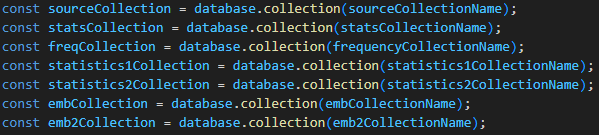 const sourceCollection = database.collection(sourceCollectionName);
const statsCollection = database.collection(statsCollectionName);
const freqCollection = database.collection(frequencyCollectionName);
const statistics1Collection = database.collection(statistics1CollectionName);
const statistics2Collection = database.collection(statistics2CollectionName);
const embCollection = database.collection(embCollectionName);
const emb2Collection = database.collection(emb2CollectionName);